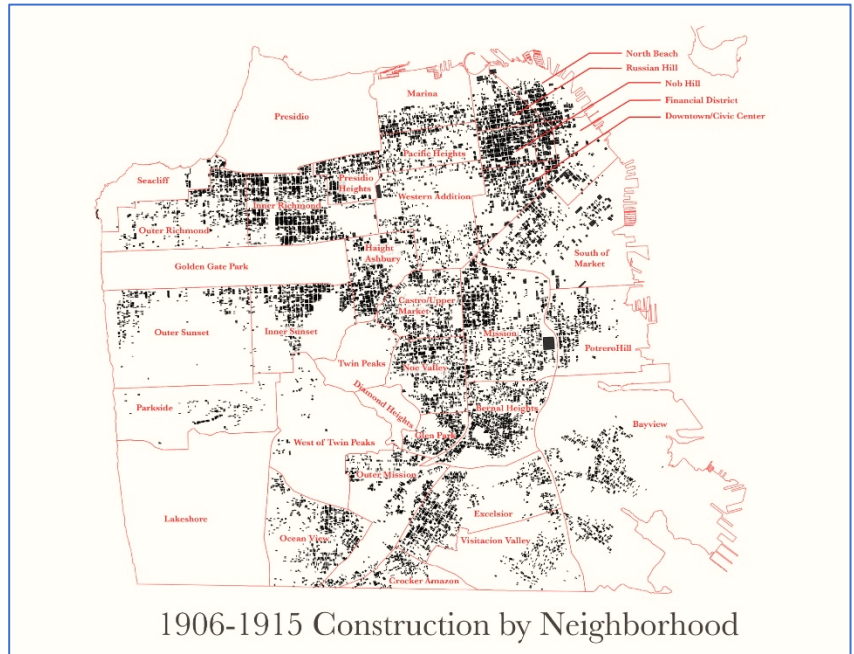 North Beach
Russian Hill
Nob Hill
Financial District
Downtown/Civic Center
Marina
Presidio
Pacific Heights
Seacliff
Presidio
Heights
Inner Richmond
Western Addition
Outer Richmond
Haight
Ashbury
South of
Market
Golden Gate Park
Castro/Upper
Market
Outer Sunset
Inner Sunset
Mission
PotreroHill
Twin Peaks
Noe Valley
Diamond Heights
Parkside
Bernal Heights
Bayview
Glen Park
West of Twin Peaks
Outer Mission
Lakeshore
Excelsior
Ocean View
Visitacion Valley
Crocker Amazon
1906-1915 Construction by Neighborhood